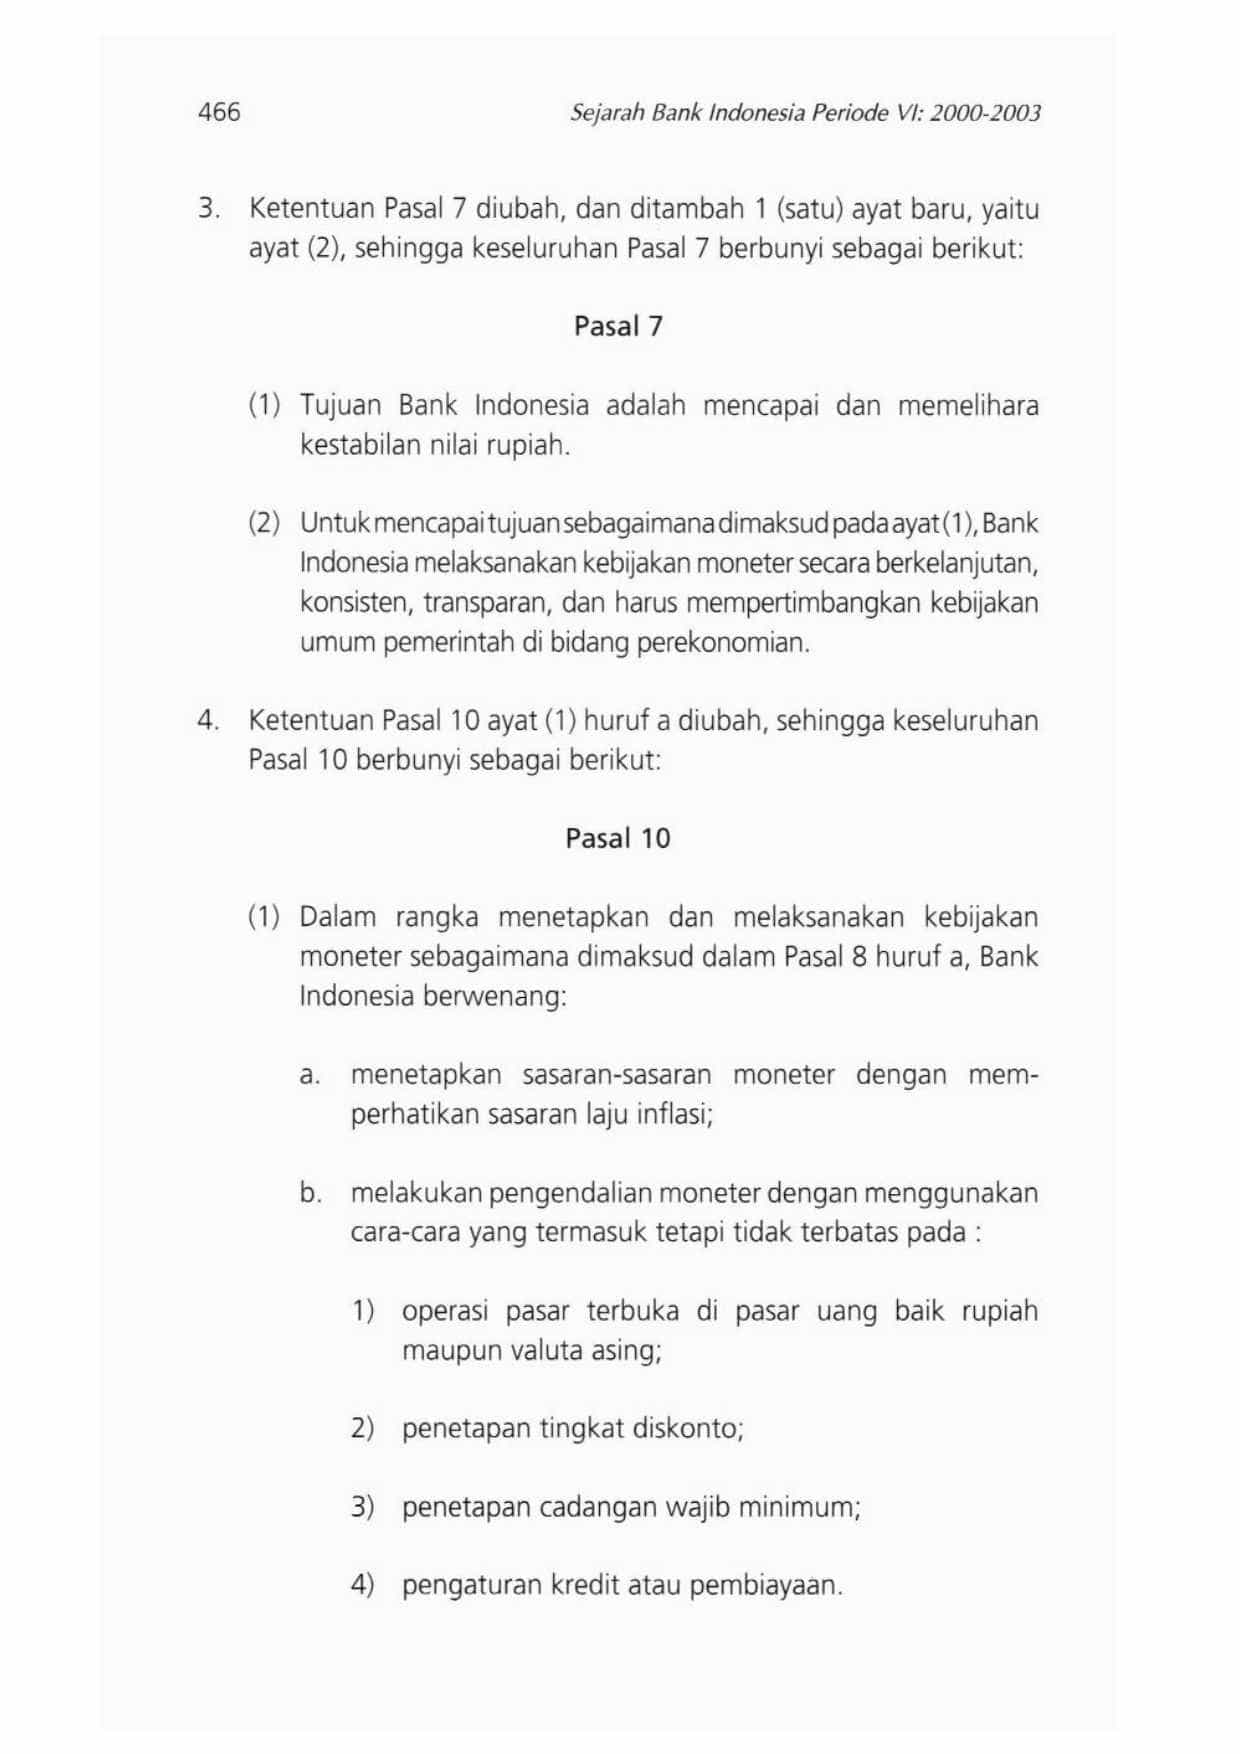 466
Sejarah Bank Indonesia Periode VI: 2000-2003
3. Ketentuan Pasal 7 diubah, dan ditambah 1 (satu) ayat baru, yaitu
ayat (2), sehingga keseluruhan Pasal 7 berbunyi sebagai berikut:
Pasal 7
(1) Tujuan Bank Indonesia adalah mencapai dan memelihara
kestabilan nilai rupiah.
(2) Untuk mencapai tujuan sebagaimana dimaksud pada ayat (1), Bank
Indonesia melaksanakan kebijakan moneter secara berkelanjutan,
konsisten, transparan, dan harus mempertimbangkan kebijakan
umum pemerintah di bidang perekonomian.
4. Ketentuan Pasal 10 ayat (1) huruf a diubah, sehingga keseluruhan
Pasal 10 berbunyi sebagai berikut:
Pasal 10
(1) Dalam rangka menetapkan dan melaksanakan kebijakan
moneter sebagaimana dimaksud dalam Pasal 8 huruf a, Bank
Indonesia berwenang:
a. menetapkan sasaran-sasaran moneter dengan mem-
perhatikan sasaran laju inflasi;
b. melakukan pengendalian moneter dengan menggunakan
cara-cara yang termasuk tetapi tidak terbatas pada :
1) operasi pasar terbuka di pasar uang baik rupiah
maupun valuta asing;
2) penetapan tingkat diskonto;
3) penetapan cadangan wajib minimum;
4) pengaturan kredit atau pembiayaan.